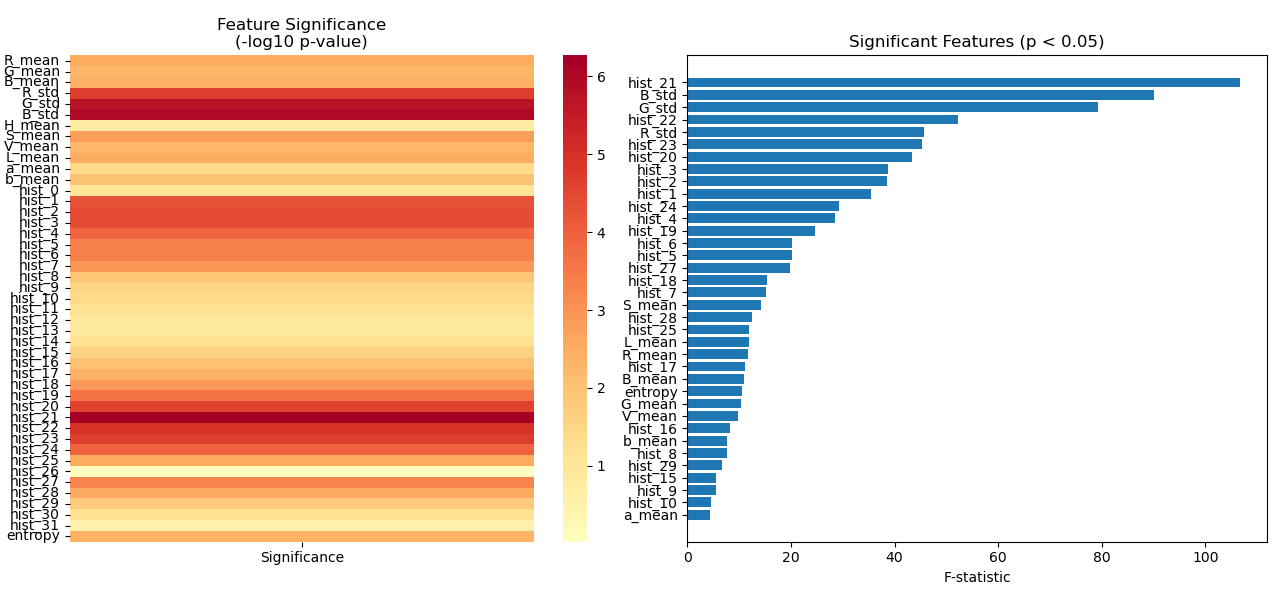 Feature Significance
(-log10 p-value)
R_mean
G_mean
B_mean
R_std
G_std
B_std
H_mean
S_mean
V_mean
L_mean
a_mean
b_mean
hist_0
hist_1
hist_2
hist_3
hist_4
hist_5
hist_6
hist_7
hist_8
hist_9
hist_10
hist_11
hist_12
hist_13
hist_14
hist_15
hist_16
hist_17
hist_18
hist_19
hist_20
hist_21
hist_22
hist_23
hist_24
hist_25
hist_26
hist_27
hist_28
hist_29
hist_30
hist_31
entropy
Significance
6
5
4
3
2
1
Significant Features (p < 0.05)
hist_21
B_std
G_std
hist_22
R_std
hist_23
hist_20
hist_3
hist_2
hist_1
hist_24
hist_4
hist_19
hist_6
hist_5
hist_27
hist_18
hist_7
S_mean
hist_28
hist_25
L_mean
R_mean
hist_17
B_mean
entropy
G_mean
V_mean
hist_16
b_mean
hist_8
hist_29
hist_15
hist_9
hist_10
a_mean
0 20 40 60 80 100
F-statistic